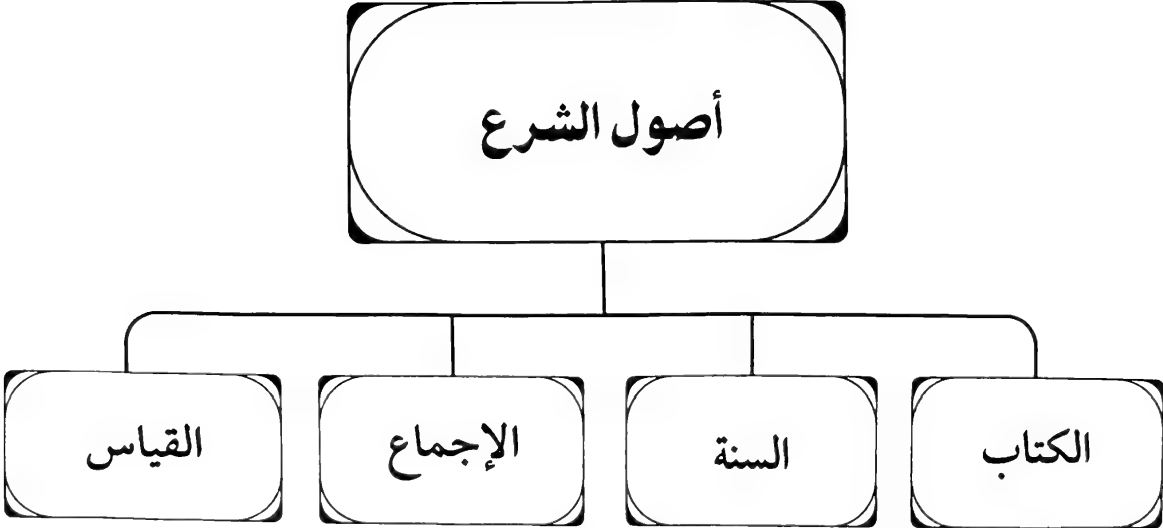 أصول الشرع
الكتاب
السنة
الإجماع
القياس